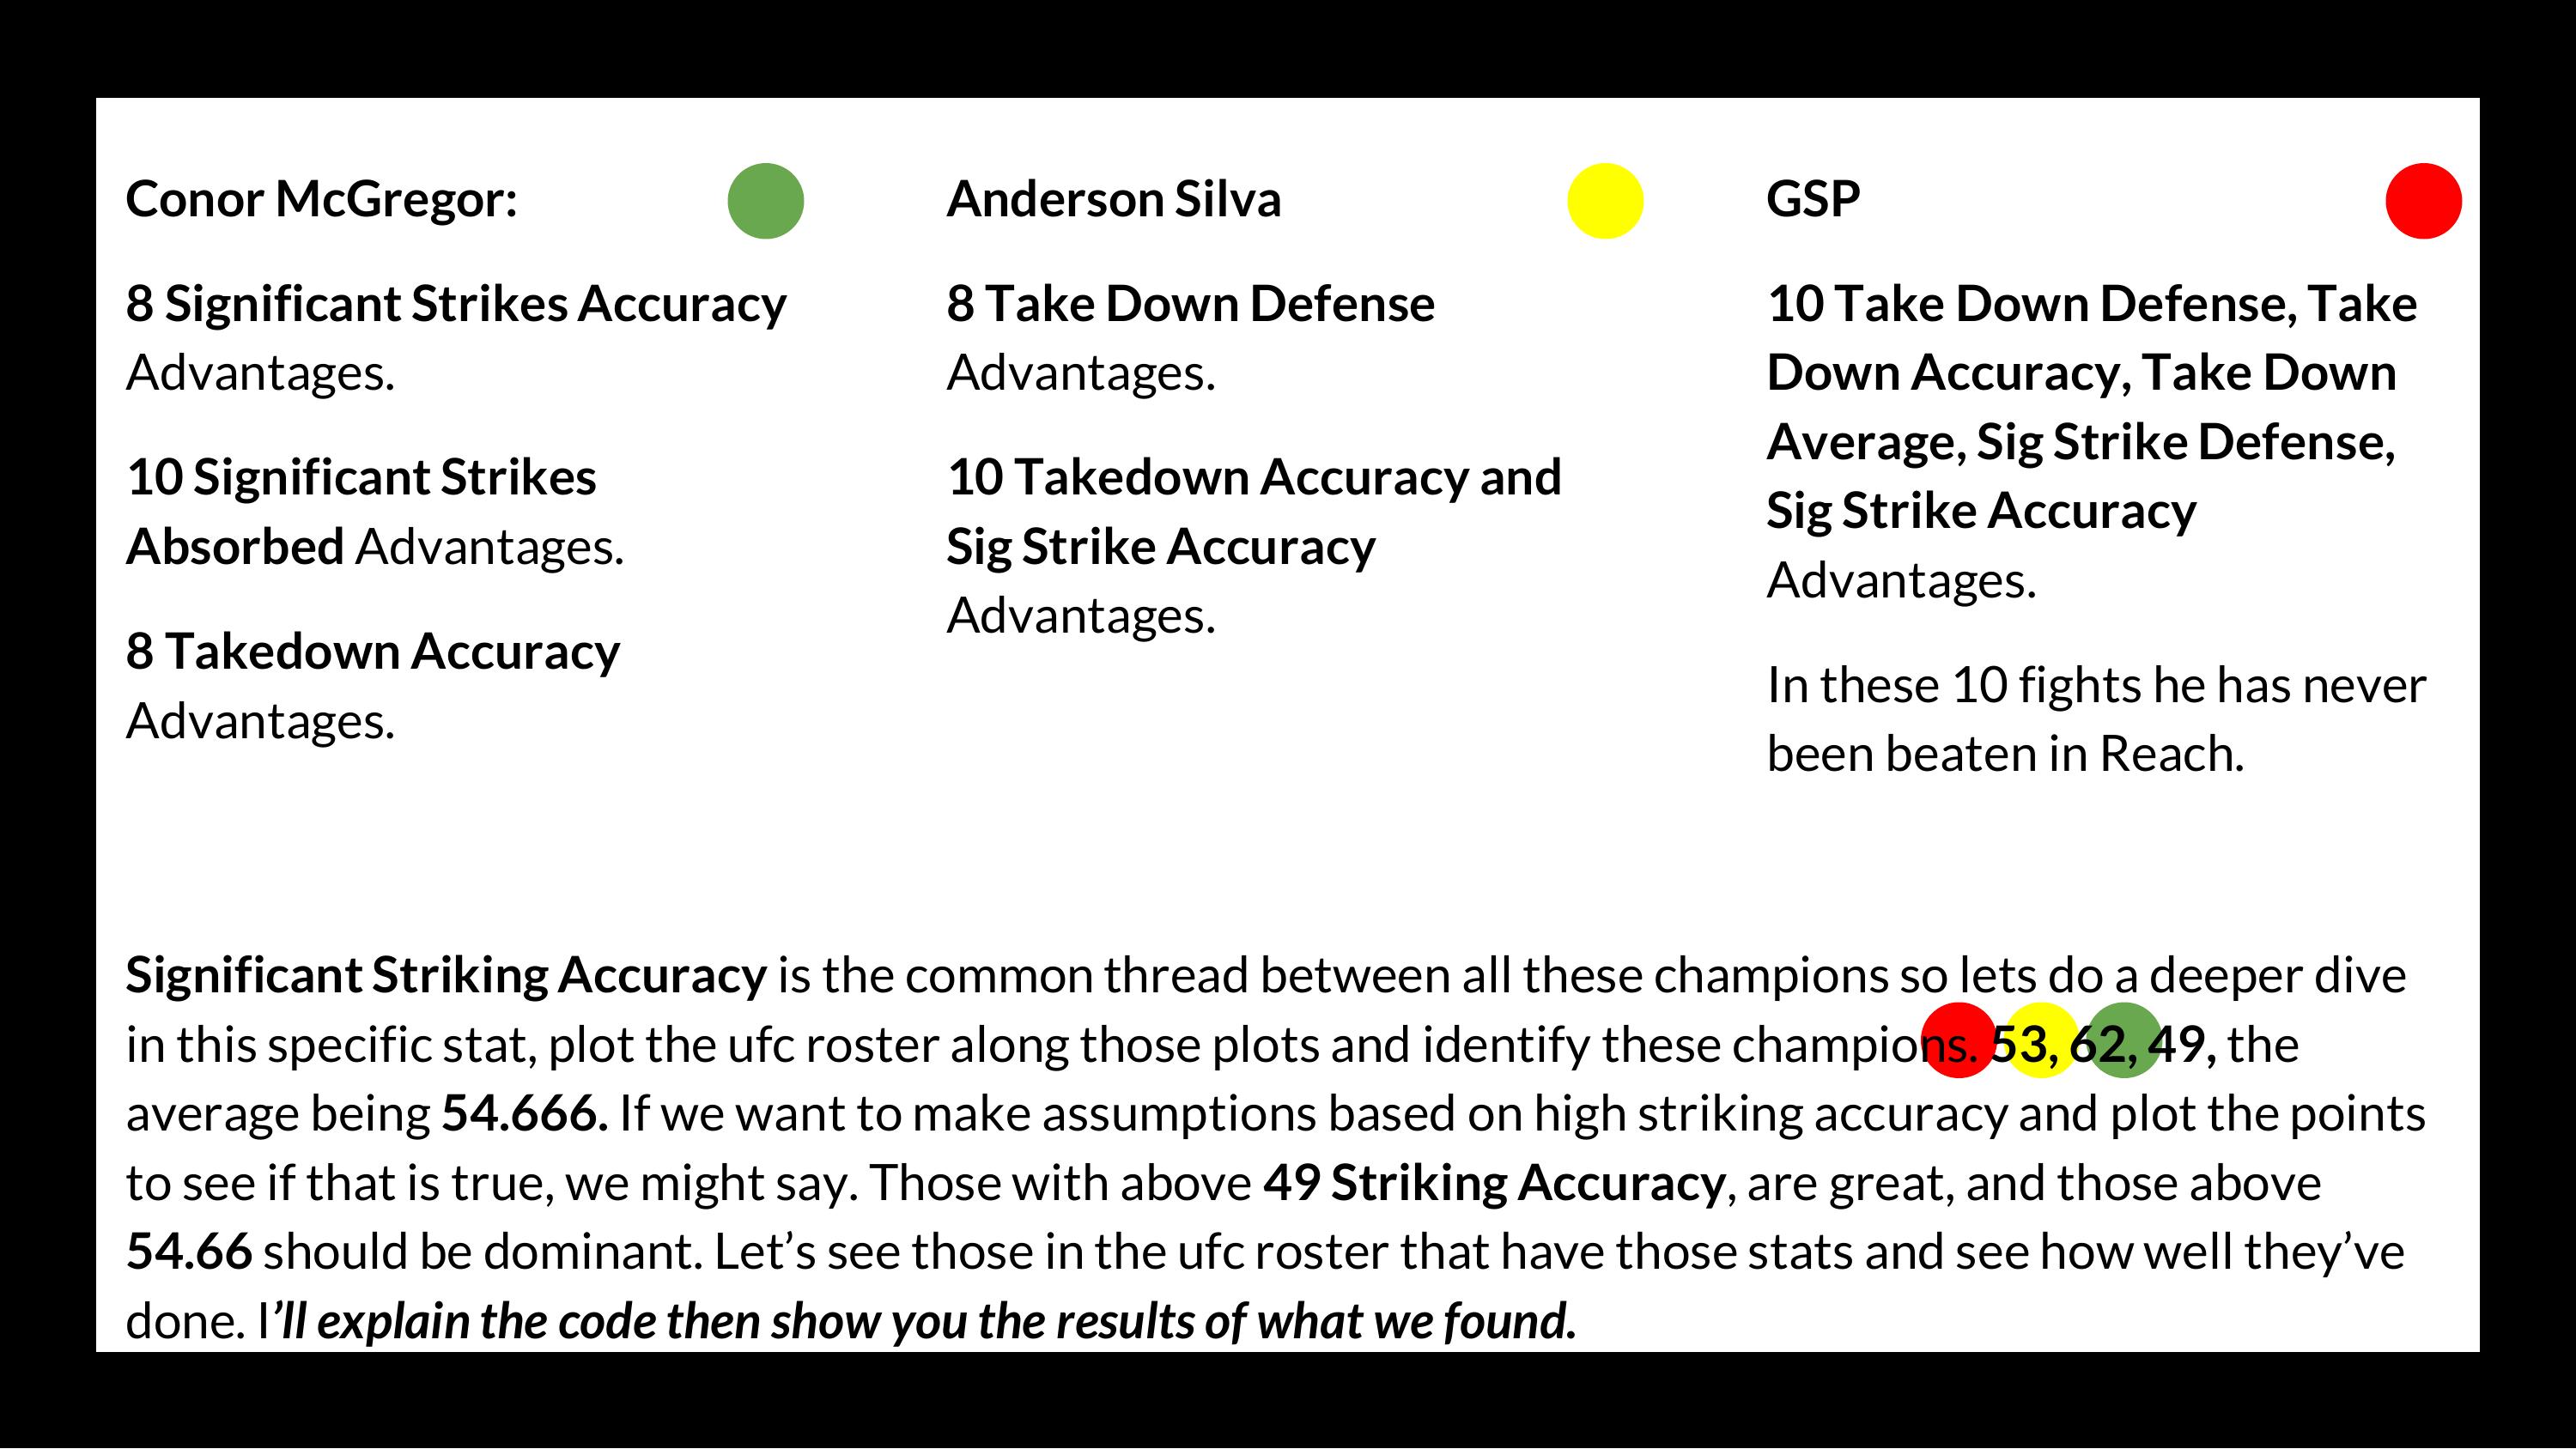 Conor McGregor:
8 Significant Strikes Accuracy
Advantages.
10 Significant Strikes
Absorbed Advantages.
8 Takedown Accuracy
Advantages.
Anderson Silva
8 Take Down Defense
Advantages.
10 Takedown Accuracy and
Sig Strike Accuracy
Advantages.
GSP
10 Take Down Defense, Take
Down Accuracy, Take Down
Average, Sig Strike Defense,
Sig Strike Accuracy
Advantages.
In these 10 fights he has never
been beaten in Reach.
Significant Striking Accuracy is the common thread between all these champions so lets do a deeper dive
in this specific stat, plot the ufc roster along those plots and identify these champions. 53, 62, 49, the
average being 54.666. If we want to make assumptions based on high striking accuracy and plot the points
to see if that is true, we might say. Those with above 49 Striking Accuracy, are great, and those above
54.66 should be dominant. Let’s see those in the ufc roster that have those stats and see how well they’ve
done. I’ll explain the code then show you the results of what we found.